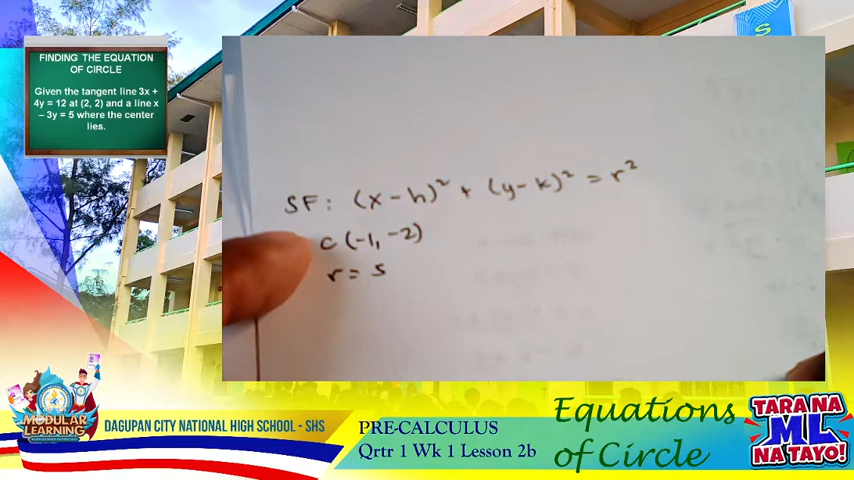 FINDING THE EQUATION
OF CIRCLE
Given the tangent line 3x +
4y = 12 at (2, 2) and a line x
– 3y = 5 where the center
lies.
S
SF: (x-h)² + (y-k)² = r²
C (-1, -2)
r = 5
MODULAR
LEARNING
DAGUPAN CITY NATIONAL HIGH SCHOOL - SHS
PRE-CALCULUS
Qrtr 1 Wk 1 Lesson 2b
Equations
of Circle
TARA NA
ML
NA TAYO!